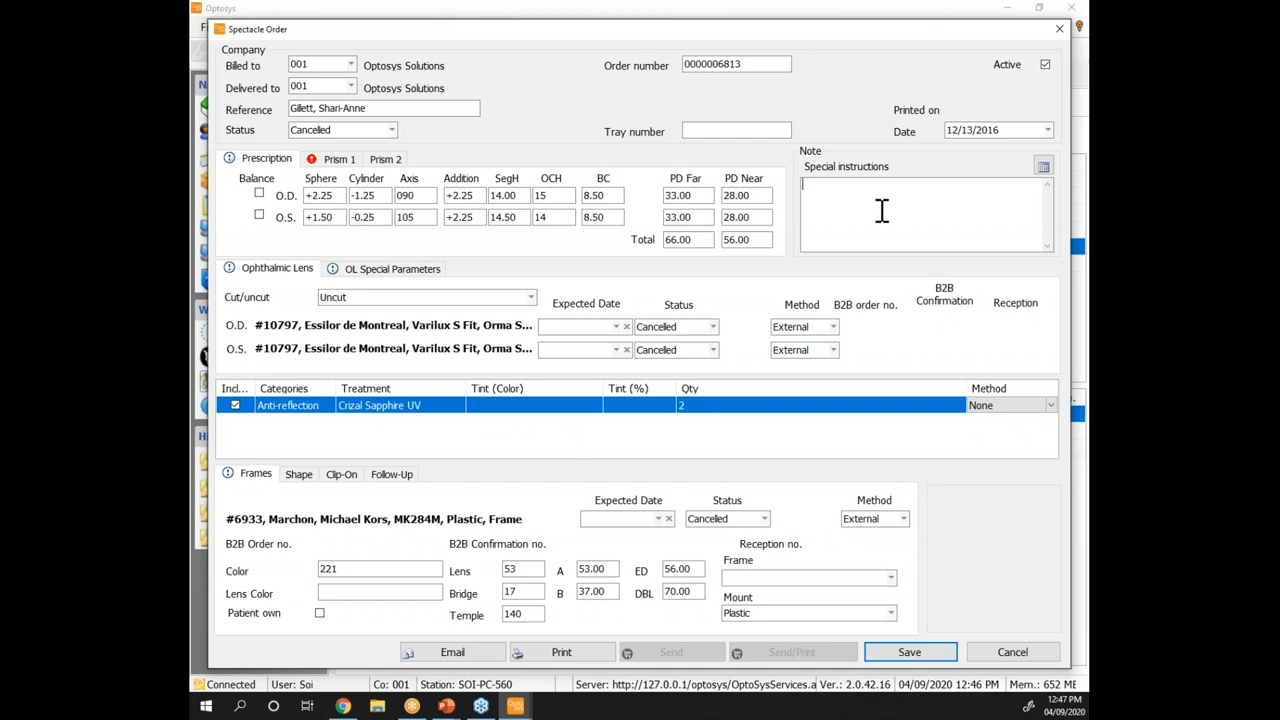 Optosys
Spectacle Order
Company
Billed to 001 Optosys Solutions Order number 0000006813 Active
Delivered to 001 Optosys Solutions
Reference Gillett, Shari-Anne Printed on
Status Cancelled Tray number Date 12/13/2016
Prescription Prism 1 Prism 2 Note
Special instructions
Balance Sphere Cylinder Axis Addition SegH OCH BC PD Far PD Near
O.D. +2.25 -1.25 090 +2.25 14.00 15 8.50 33.00 28.00
O.S. +1.50 -0.25 105 +2.25 14.50 14 8.50 33.00 28.00
Total 66.00 56.00
Ophthalmic Lens OL Special Parameters
Cut/uncut Uncut Expected Date Status Method B2B order no. B2B Confirmation Reception
O.D. #10797, Essilor de Montreal, Varilux S Fit, Orma S... Cancelled External
O.S. #10797, Essilor de Montreal, Varilux S Fit, Orma S... Cancelled External
Incl... Categories Treatment Tint (Color) Tint (%) Qty Method
Anti-reflection Crizal Sapphire UV 2 None
Frames Shape Clip-On Follow-Up
Expected Date Status Method
#6933, Marchon, Michael Kors, MK284M, Plastic, Frame Cancelled External
B2B Order no. B2B Confirmation no. Reception no.
Color 221 Lens 53 A 53.00 ED 56.00 Frame
Lens Color Bridge 17 B 37.00 DBL 70.00 Mount
Patient own Temple 140 Plastic
Email Print Send Send/Print Save Cancel
Connected User: Soi Co: 001 Station: SOI-PC-560 Server: http://127.0.0.1/optosys/OptoSysServices.a Ver.: 2.0.42.16 04/09/2020 12:46 PM Mem.: 652 ME
12:47 PM
04/09/2020